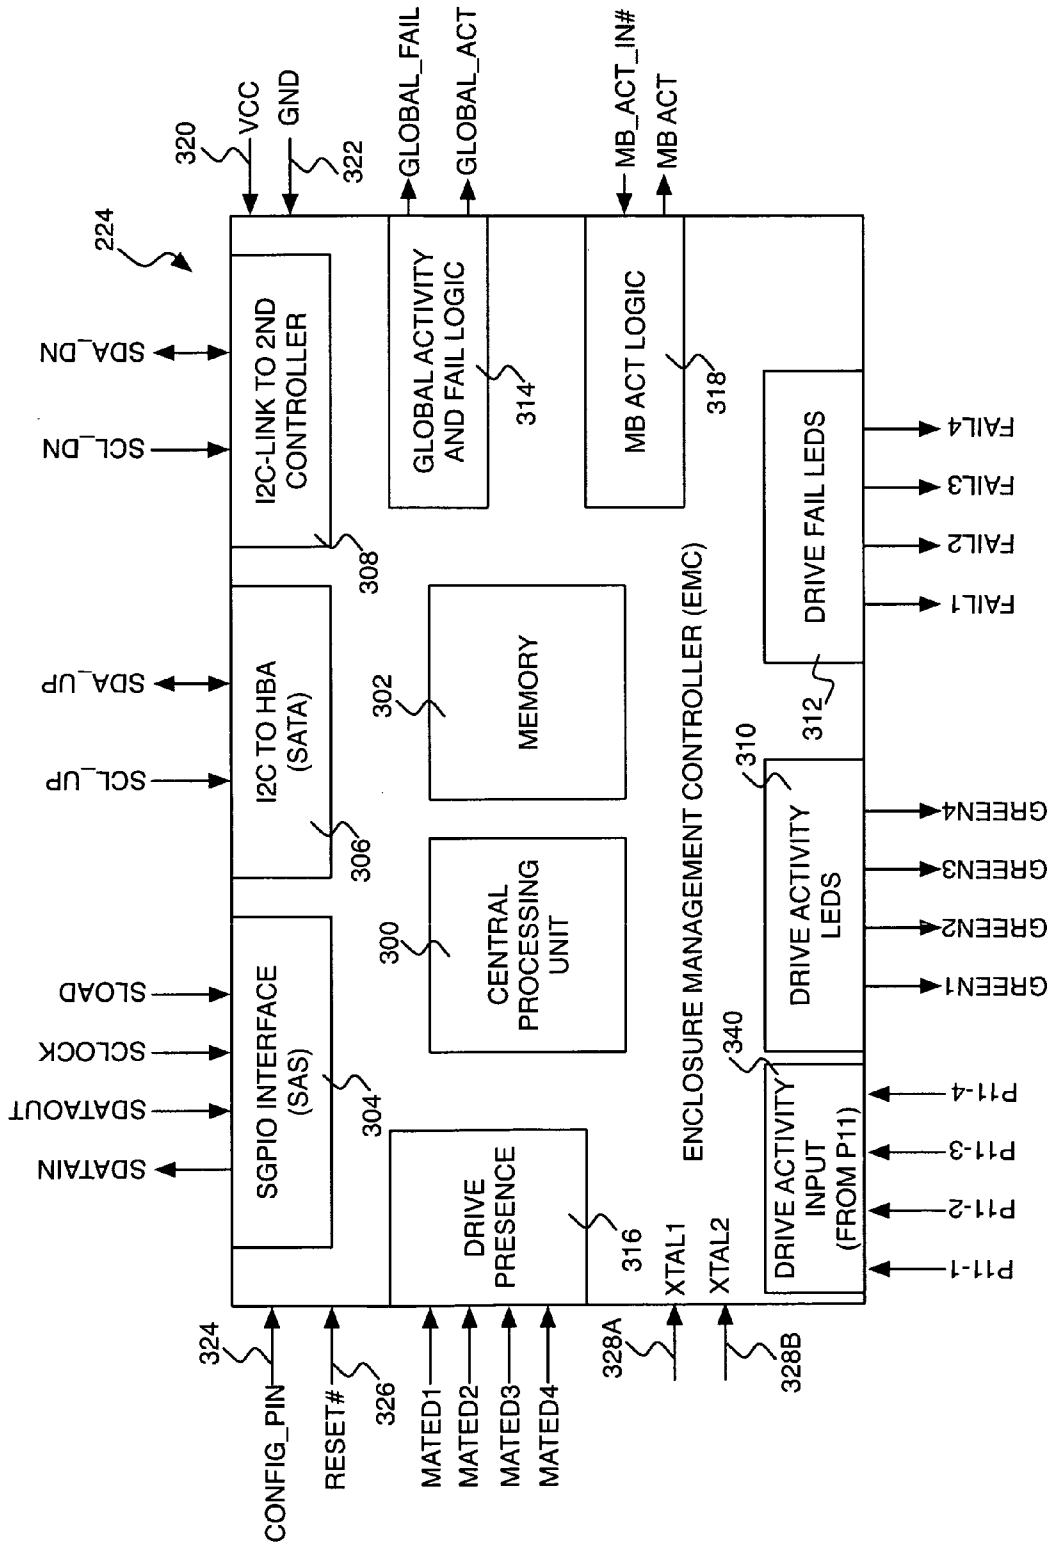 224
SDATAIN
SDATAOUT
SCLOCK
SLOAD
SCL_UP
SDA_UP
SCL_DN
SDA_DN
324
CONFIG_PIN
RESET#
326
MATED1
MATED2
MATED3
MATED4
328A
XTAL1
XTAL2
328B
320
VCC
GND
322
GLOBAL_FAIL
GLOBAL_ACT
MB_ACT_IN#
MB ACT
SGPIO INTERFACE
(SAS)
304
I2C TO HBA
(SATA)
306
I2C-LINK TO 2ND
CONTROLLER
308
DRIVE
PRESENCE
316
300
CENTRAL
PROCESSING
UNIT
302
MEMORY
GLOBAL ACTIVITY
AND FAIL LOGIC
314
MB ACT LOGIC
318
ENCLOSURE MANAGEMENT CONTROLLER (EMC)
340
DRIVE ACTIVITY
INPUT
(FROM P11)
310
DRIVE ACTIVITY
LEDS
312
DRIVE FAIL LEDS
P11-1
P11-2
P11-3
P11-4
GREEN1
GREEN2
GREEN3
GREEN4
FAIL1
FAIL2
FAIL3
FAIL4